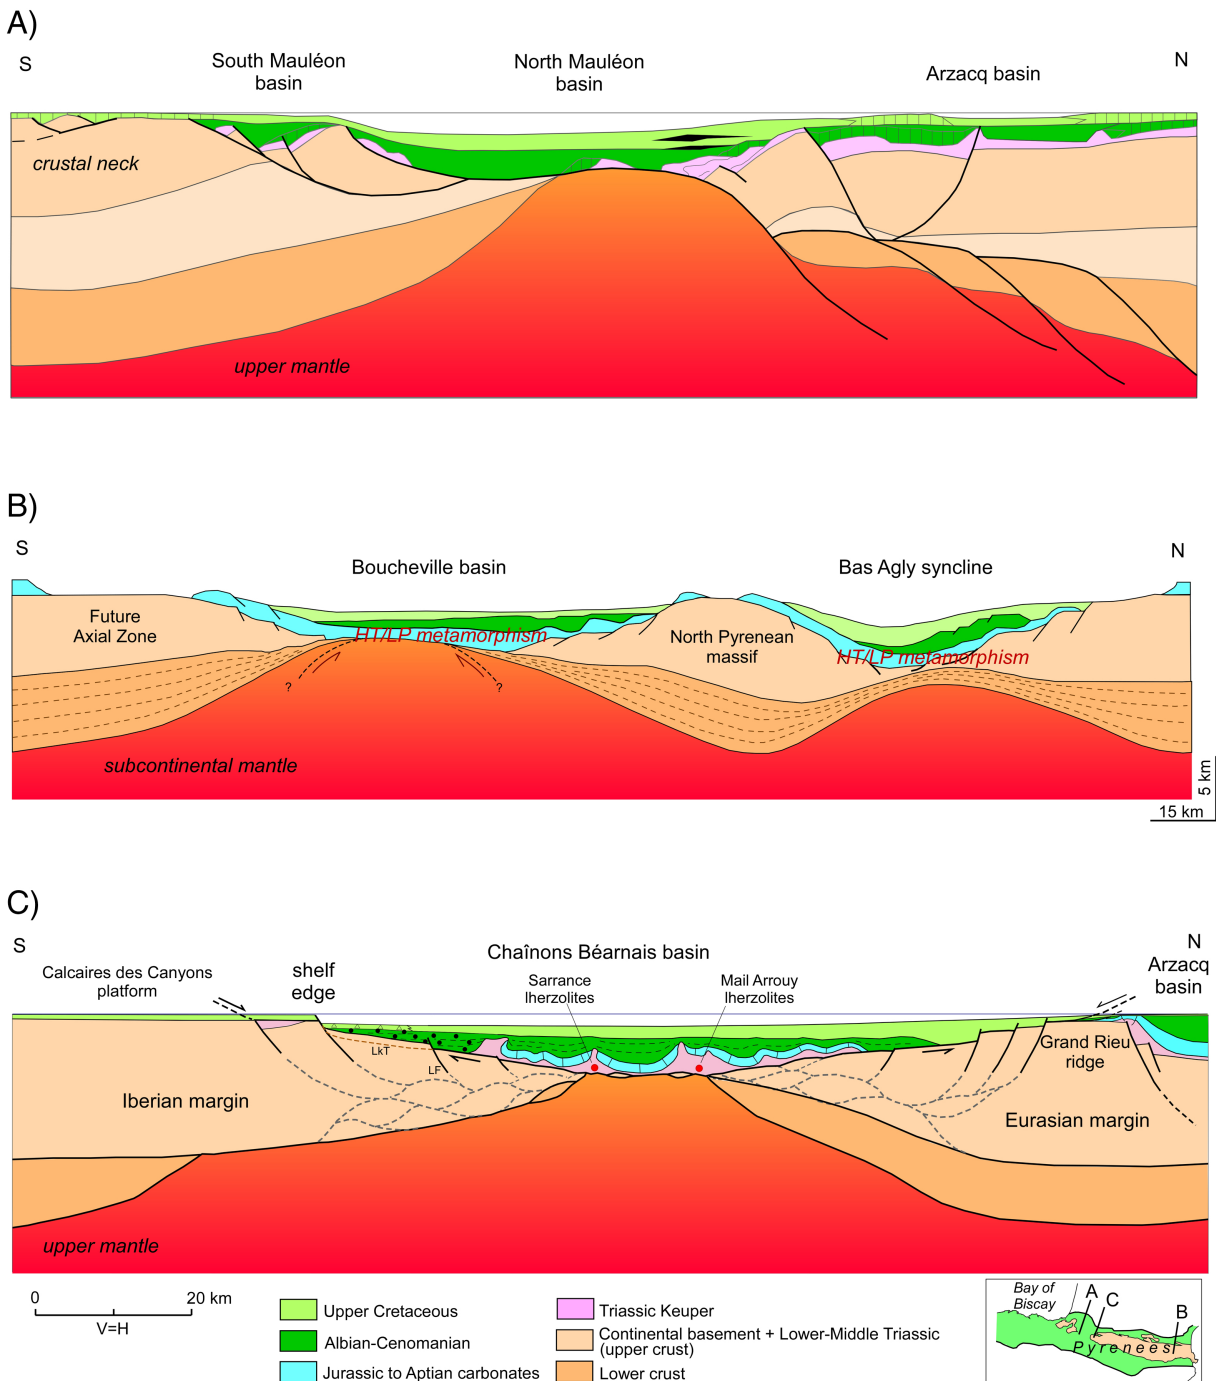 A)
S
South Mauléon
basin
North Mauléon
basin
Arzacq basin
N
crustal neck
upper mantle
B)
S
Boucheville basin
Bas Agly syncline
N
Future
Axial Zone
HT/LP metamorphism
North Pyrenean
massif
HT/LP metamorphism
?
?
subcontinental mantle
5 km
15 km
C)
S
Chaînons Béarnais basin
N
Arzacq
basin
Calcaires des Canyons
platform
shelf
edge
Sarrance
lherzolites
Mail Arrouy
lherzolites
LkT
LF
Grand Rieu
ridge
Iberian margin
Eurasian margin
upper mantle
0
20 km
V=H
Upper Cretaceous
Albian-Cenomanian
Jurassic to Aptian carbonates
Triassic Keuper
Continental basement + Lower-Middle Triassic
(upper crust)
Lower crust
Bay of
Biscay
A
C
B
Pyrenees